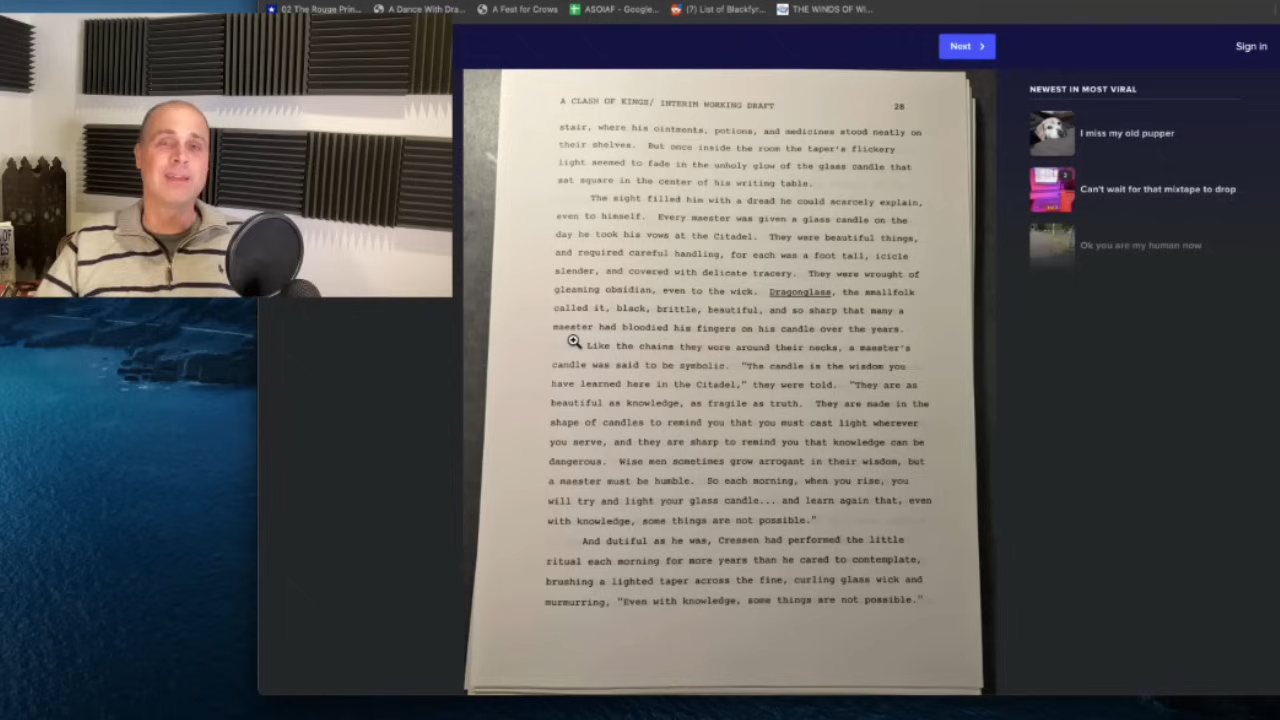 02 The Rouge Prin...
A Dance With Dra...
A Fest for Crows
ASOIAF - Google...
(7) List of Blackfyr...
THE WINDS OF WI...
Next
Sign in
A CLASH OF KINGS/ INTERIM WORKING DRAFT 28
stair, where his ointments, potions, and medicines stood neatly on
their shelves. But once inside the room the taper's flickery
light seemed to fade in the unholy glow of the glass candle that
sat square in the center of his writing table.
The sight filled him with a dread he could scarcely explain,
even to himself. Every maester was given a glass candle on the
day he took his vows at the Citadel. They were beautiful things,
and required careful handling, for each was a foot tall, icicle
slender, and covered with delicate tracery. They were wrought of
gleaming obsidian, even to the wick. Dragonglass, the smallfolk
called it, black, brittle, beautiful, and so sharp that many a
maester had bloodied his fingers on his candle over the years.
Like the chains they wore around their necks, a maester's
candle was said to be symbolic. "The candle is the wisdom you
have learned here in the Citadel," they were told. "They are as
beautiful as knowledge, as fragile as truth. They are made in the
shape of candles to remind you that you must cast light wherever
you serve, and they are sharp to remind you that knowledge can be
dangerous. Wise men sometimes grow arrogant in their wisdom, but
a maester must be humble. So each morning, when you rise, you
will try and light your glass candle... and learn again that, even
with knowledge, some things are not possible."
And dutiful as he was, Cressen had performed the little
ritual each morning for more years than he cared to contemplate,
brushing a lighted taper across the fine, curling glass wick and
murmurring, "Even with knowledge, some things are not possible."
NEWEST IN MOST VIRAL
I miss my old pupper
Can't wait for that mixtape to drop
Ok you are my human now